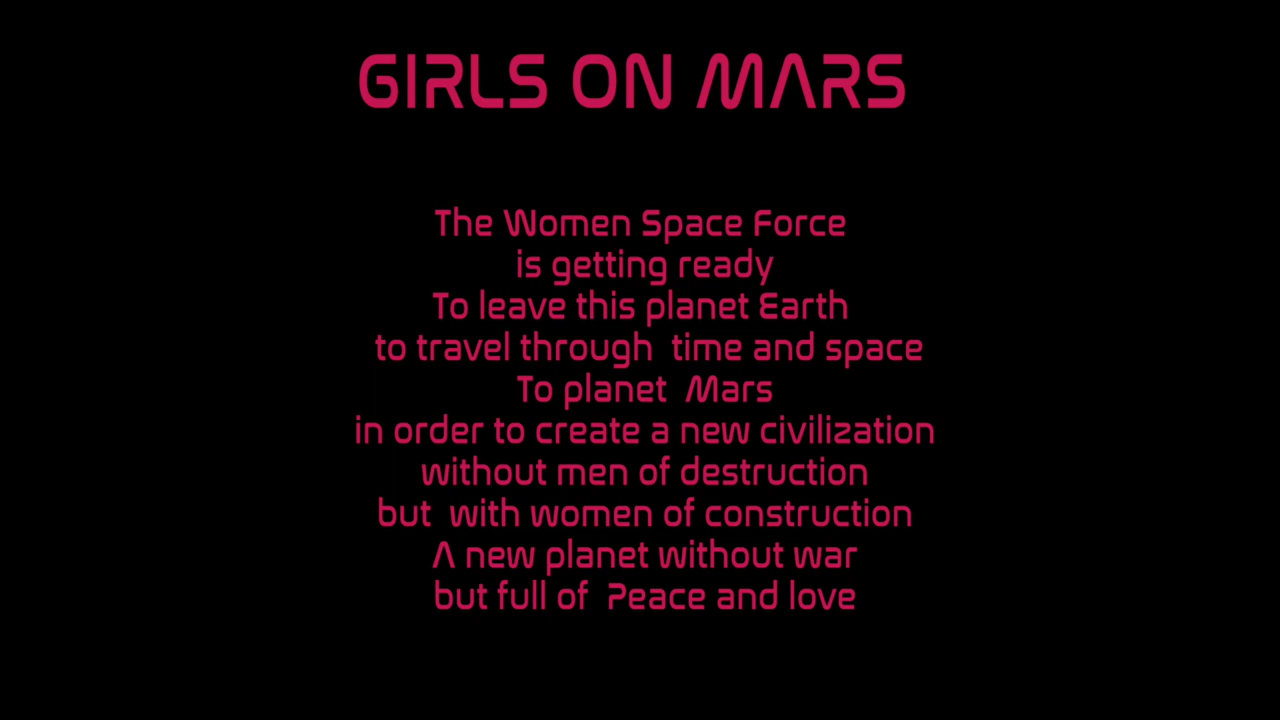 GIRLS ON MARS
The Women Space Force
is getting ready
To leave this planet Earth
to travel through  time and space
To planet  Mars
in order to create a new civilization
without men of destruction
but  with women of construction
A new planet without war
but full of  Peace and love